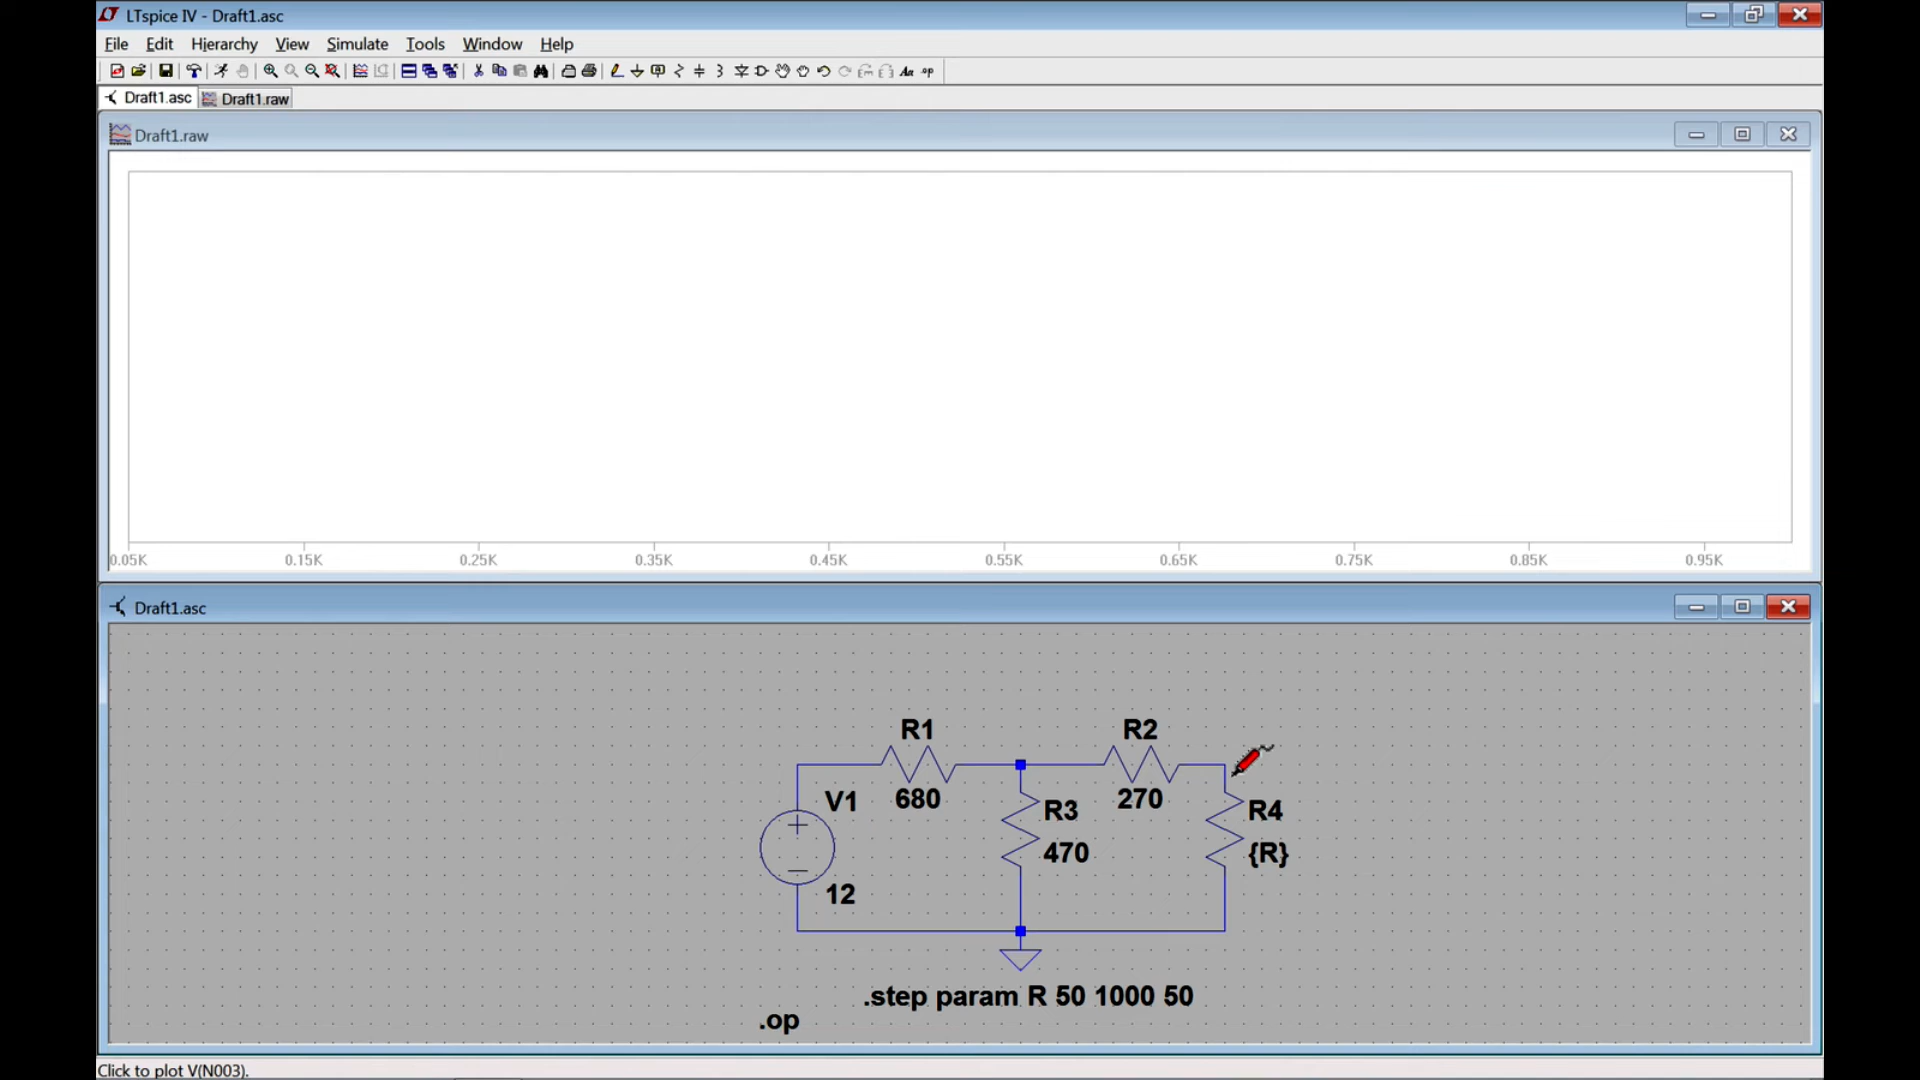 LTspice IV - Draft1.asc
File Edit Hierarchy View Simulate Tools Window Help
Aa .op
Draft1.asc Draft1.raw
Draft1.raw
0.05K 0.15K 0.25K 0.35K 0.45K 0.55K 0.65K 0.75K 0.85K 0.95K
Draft1.asc
R1 R2
V1 680 270
R3 R4
470 {R}
12
.step param R 50 1000 50
.op
Click to plot V(N003).